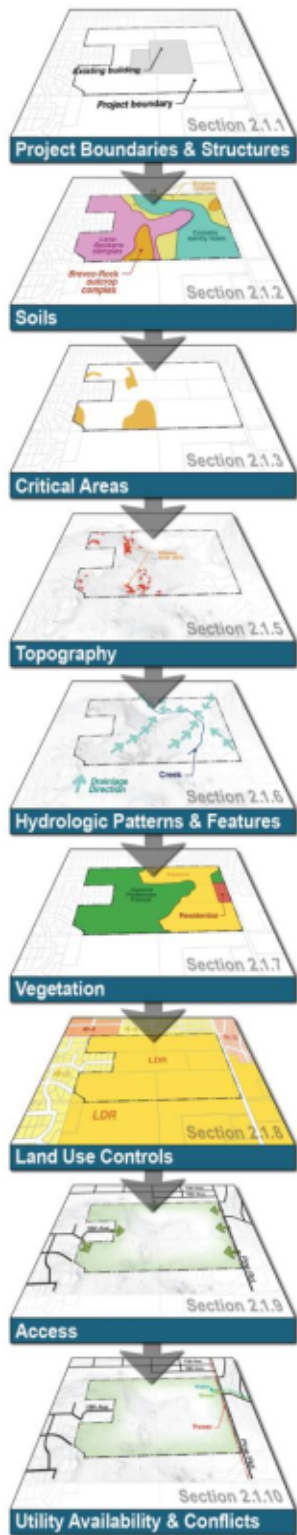 Existing building
Project boundary
Section 2.1.1
Project Boundaries & Structures
Cocolalla
sandy loam
Brevco-Rock
outcrop
complex
Section 2.1.2
Soils
Section 2.1.3
Critical Areas
Section 2.1.5
Topography
Drainage
Direction
Creek
Section 2.1.6
Hydrologic Patterns & Features
Residential
Section 2.1.7
Vegetation
LDR
LDR
Section 2.1.8
Land Use Controls
Section 2.1.9
Access
Power
Section 2.1.10
Utility Availability & Conflicts